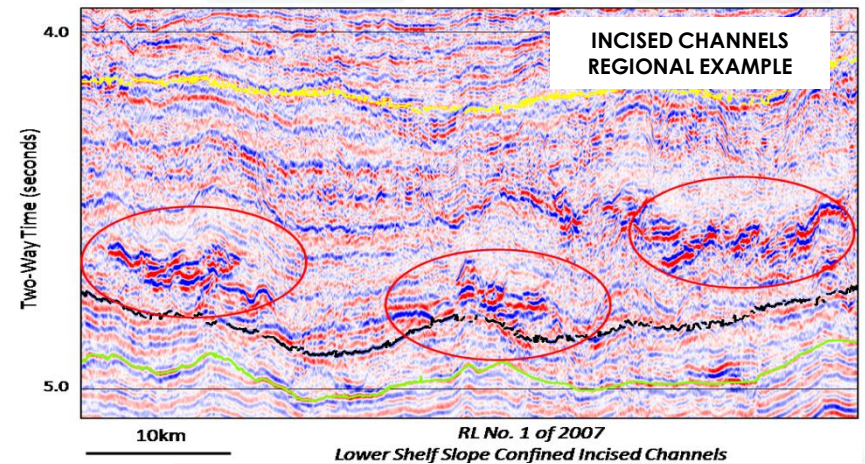 4.0
INCISED CHANNELS
REGIONAL EXAMPLE
Two-Way Time (seconds)
5.0
10km
RL No. 1 of 2007
Lower Shelf Slope Confined Incised Channels